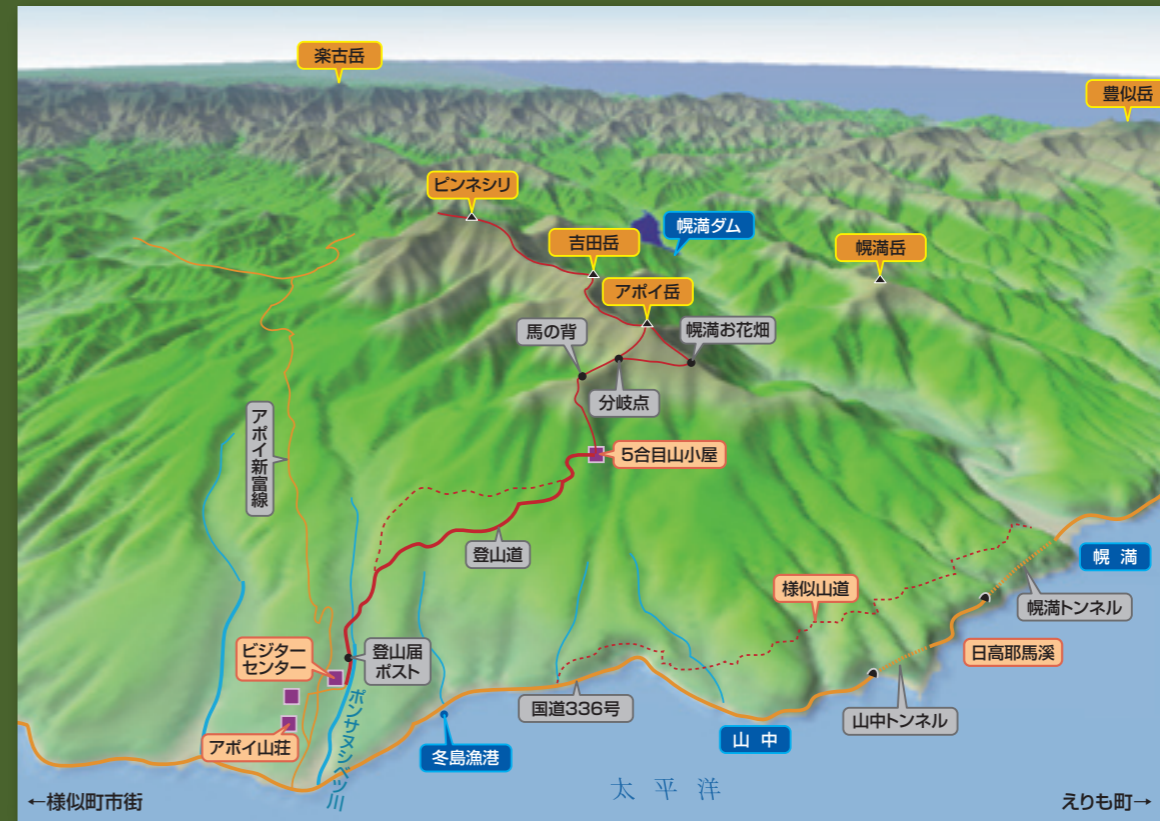 楽古岳
豊似岳
ピンネシリ
幌満ダム
吉田岳
幌満岳
アポイ岳
馬の背
幌満お花畑
分岐点
アポイ新富線
5合目山小屋
登山道
幌満
様似山道
幌満トンネル
ビジター
センター
登山届
ポスト
日高耶馬溪
ポンサヌシベツ川
国道336号
山中トンネル
アポイ山荘
冬島漁港
山中
太平洋
←様似町市街
えりも町→